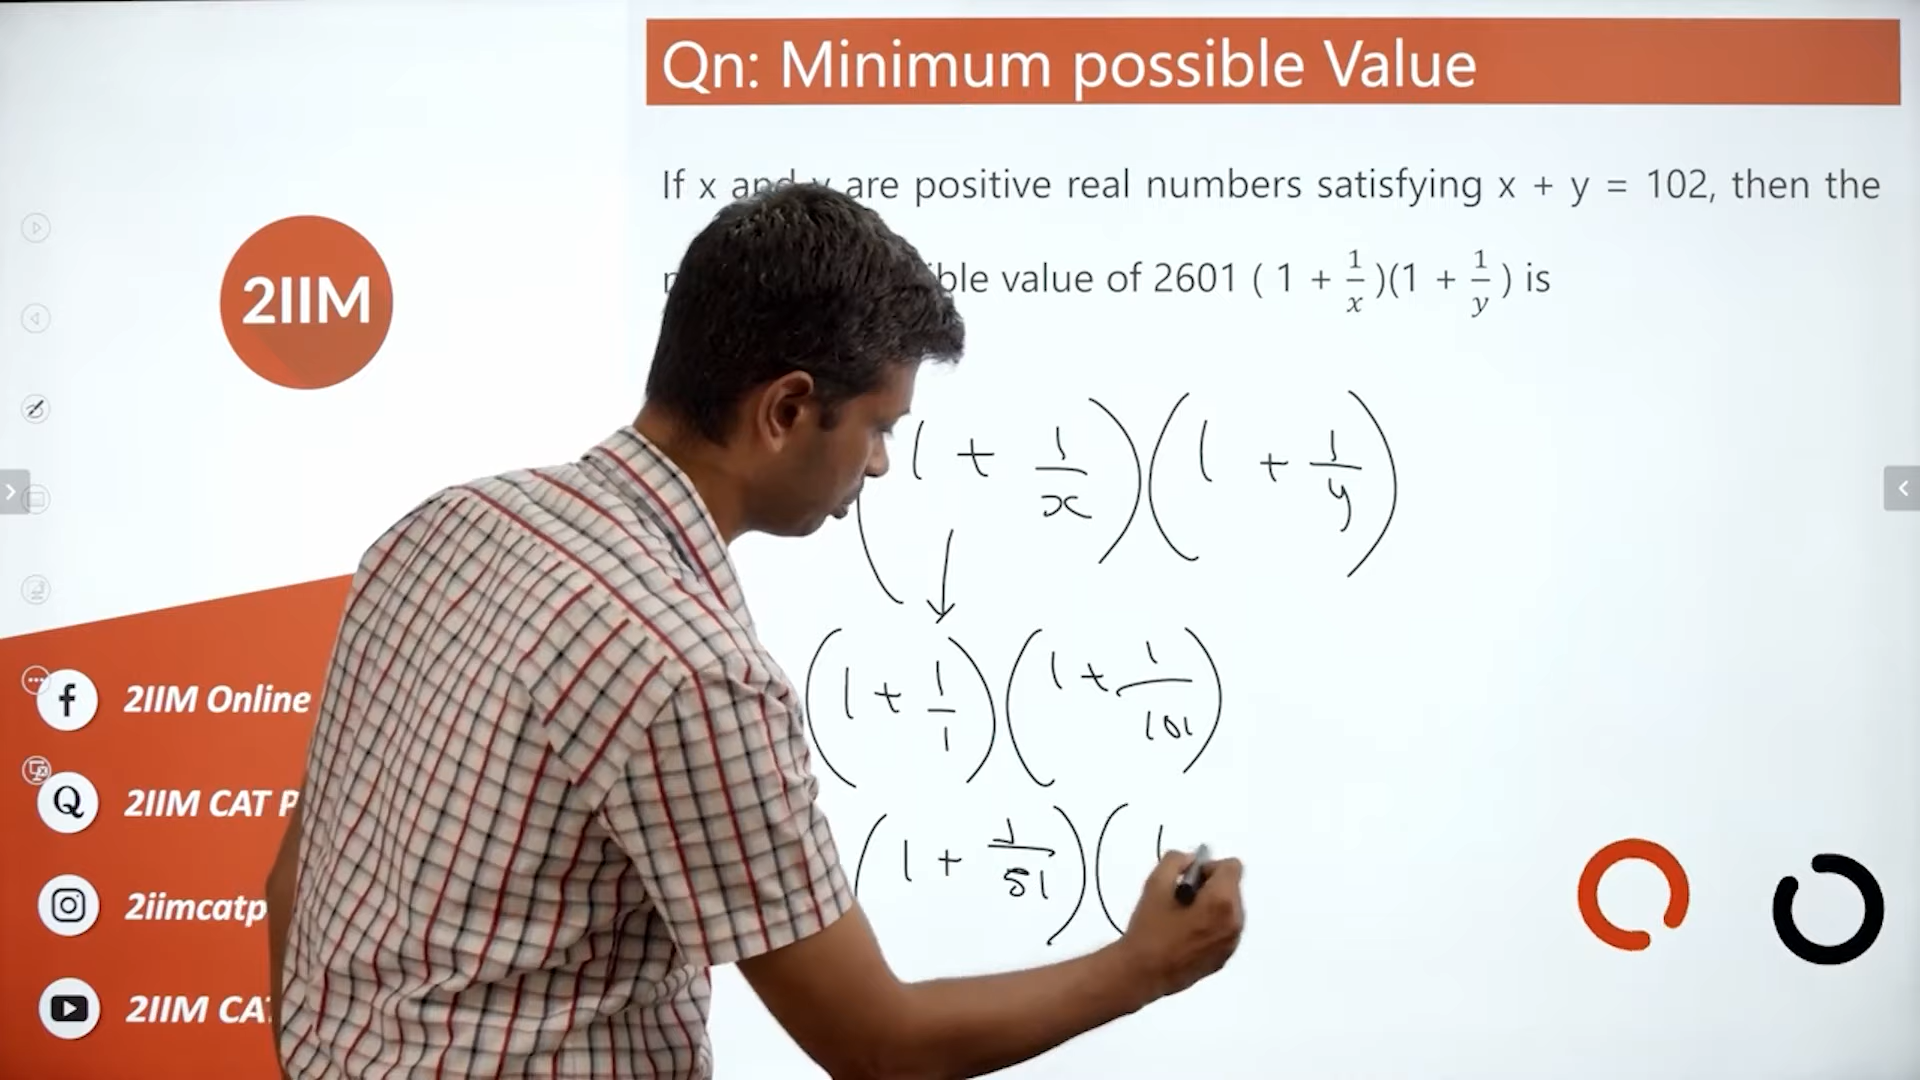 Qn: Minimum possible Value
If x and y are positive real numbers satisfying x + y = 102, then the
value of 2601 ( 1 + 1/x )(1 + 1/y ) is
2IIM
1 + 1/x ) ( 1 + 1/y )
( 1 + 1/1 ) ( 1 + 1/101 )
( 1 + 1/51 ) ( 1
f 2IIM Online
Q 2IIM CAT P
2iimcatp
2IIM CAT